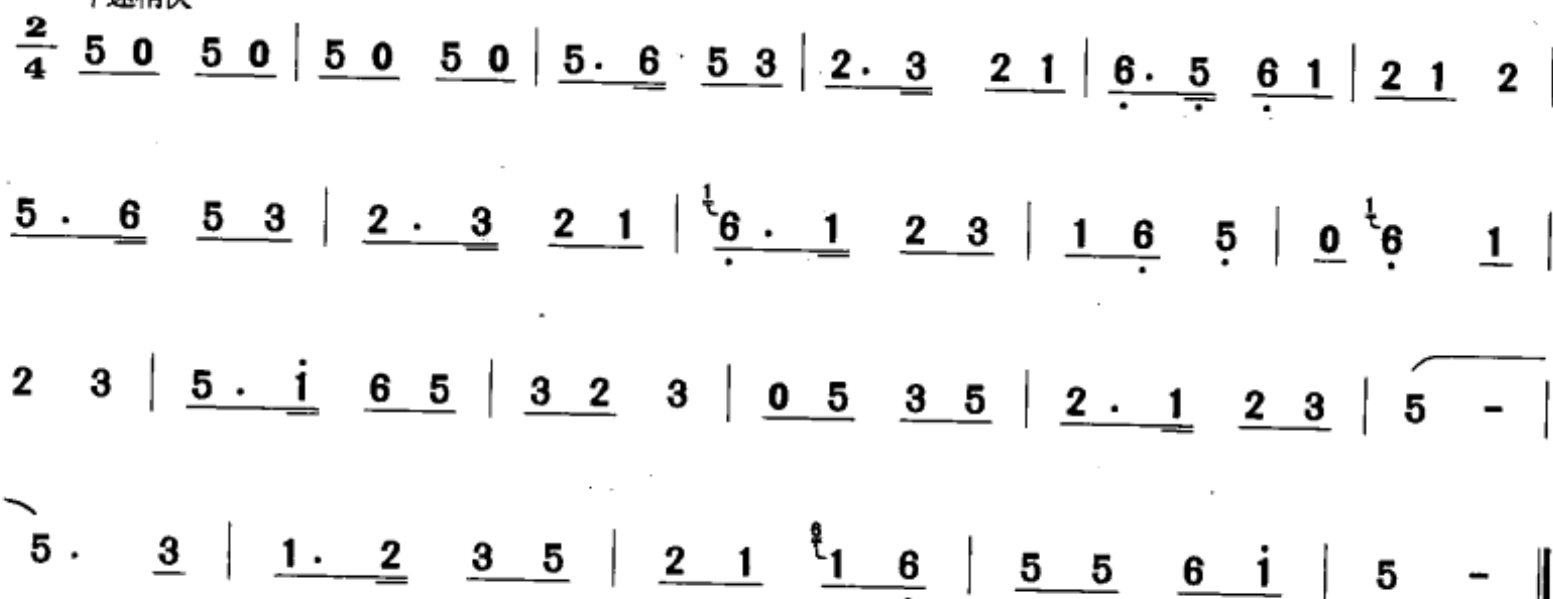 2/4 5 0 5 0 | 5 0 5 0 | 5. 6 5 3 | 2. 3 2 1 | 6̣. 5̣ 6̣ 1 | 2 1 2 |
5. 6 5 3 | 2. 3 2 1 | ¹6̣. 1 2 3 | 1 6̣ 5̣ | 0 ¹6̣ 1 |
2 3 | 5. i̇ 6 5 | 3 2 3 | 0 5 3 5 | 2. 1 2 3 | 5 - |
5. 3 | 1. 2 3 5 | 2 1 ⁶1 6̣ | 5 5 6 i̇ | 5 - ‖